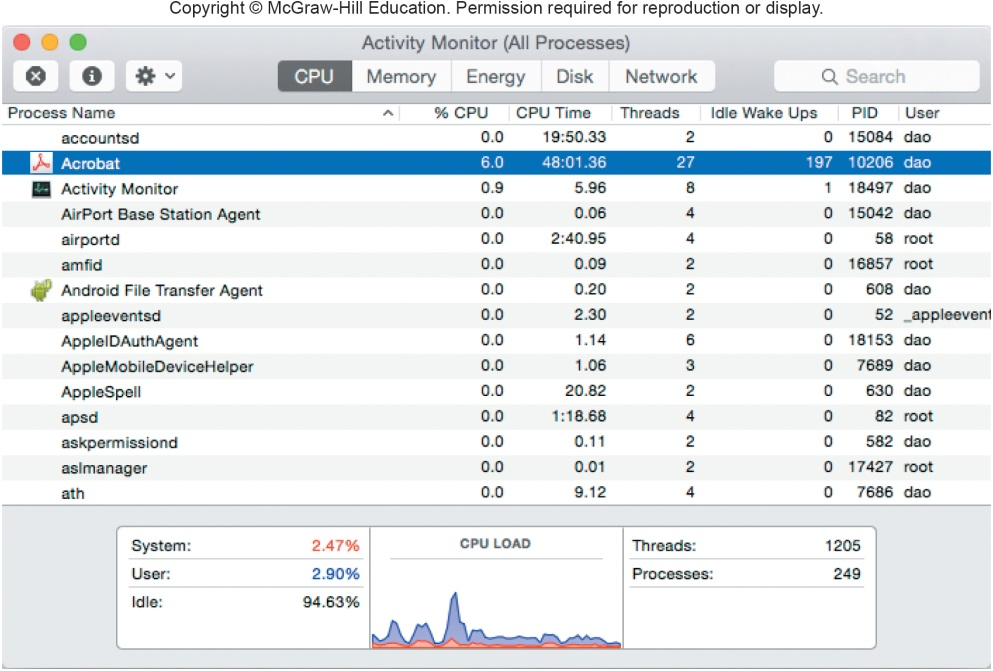 Copyright © McGraw-Hill Education. Permission required for reproduction or display.
Activity Monitor (All Processes)
CPU Memory Energy Disk Network Search
Process Name % CPU CPU Time Threads Idle Wake Ups PID User
accountsd 0.0 19:50.33 2 0 15084 dao
Acrobat 6.0 48:01.36 27 197 10206 dao
Activity Monitor 0.9 5.96 8 1 18497 dao
AirPort Base Station Agent 0.0 0.06 4 0 15042 dao
airportd 0.0 2:40.95 4 0 58 root
amfid 0.0 0.09 2 0 16857 root
Android File Transfer Agent 0.0 0.20 2 0 608 dao
appleeventsd 0.0 2.30 2 0 52 _appleevent
AppleIDAuthAgent 0.0 1.14 6 0 18153 dao
AppleMobileDeviceHelper 0.0 1.06 3 0 7689 dao
AppleSpell 0.0 20.82 2 0 630 dao
apsd 0.0 1:18.68 4 0 82 root
askpermissiond 0.0 0.11 2 0 582 dao
aslmanager 0.0 0.01 2 0 17427 root
ath 0.0 9.12 4 0 7686 dao
System: 2.47% CPU LOAD Threads: 1205
User: 2.90% Processes: 249
Idle: 94.63%